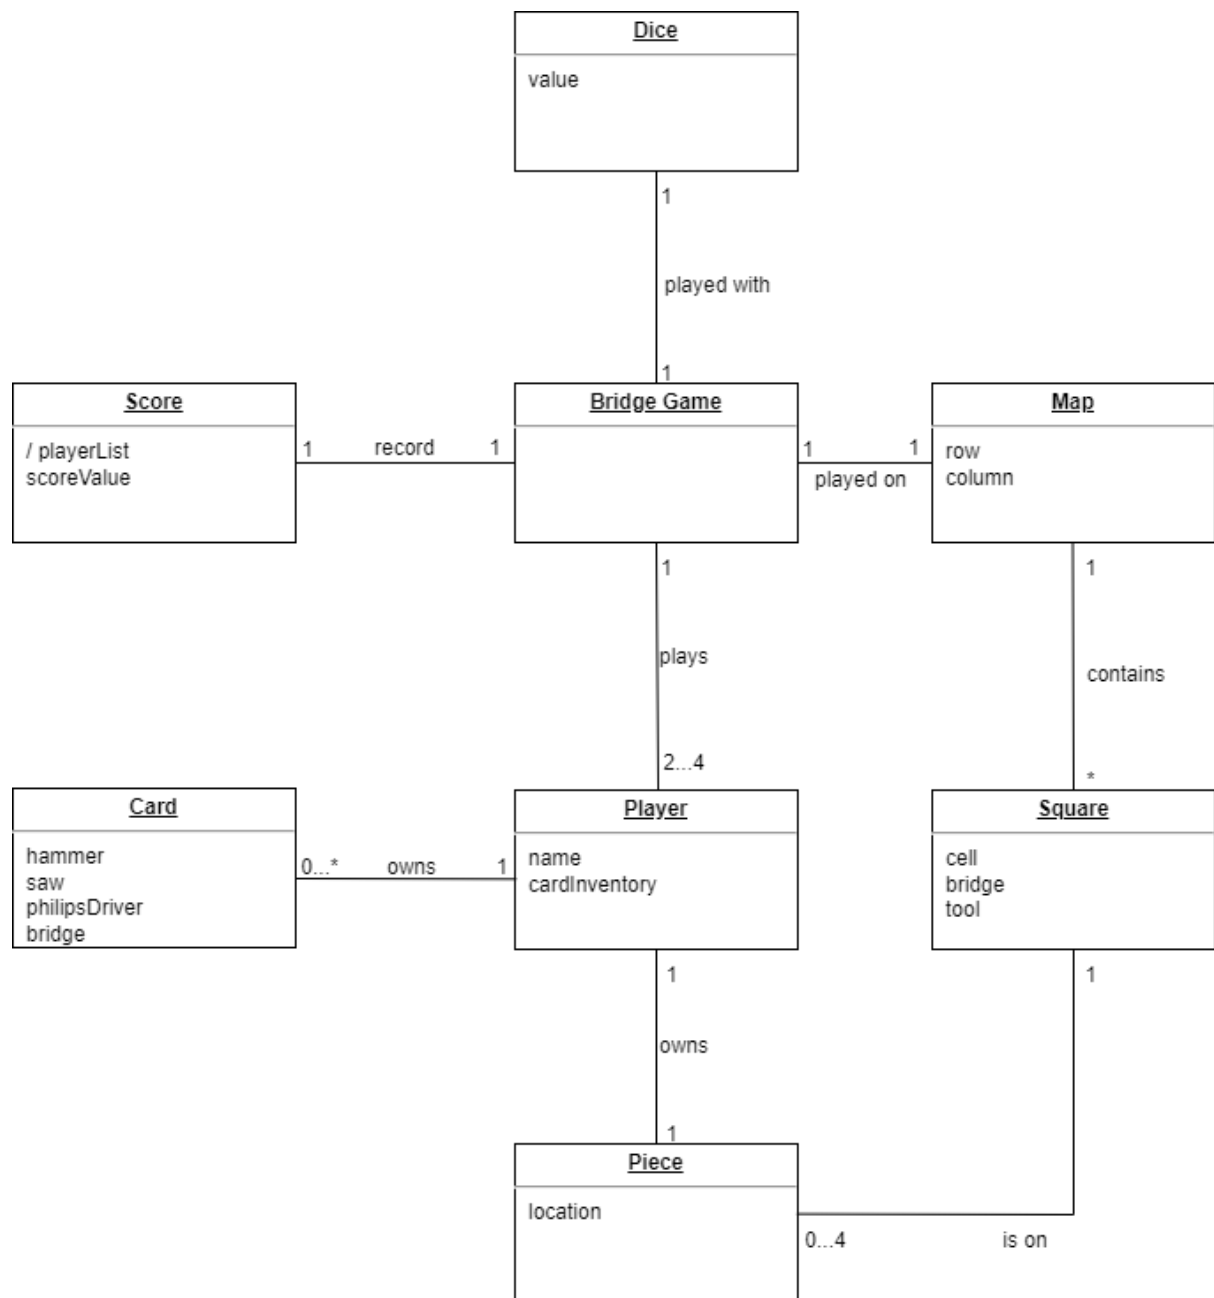 Dice
value
1
played with
1
Score
/ playerList
scoreValue
1
record
1
Bridge Game
1
played on
1
Map
row
column
1
plays
2...4
1
contains
*
Card
hammer
saw
philipsDriver
bridge
0...*
owns
1
Player
name
cardInventory
Square
cell
bridge
tool
1
owns
1
1
Piece
location
0...4
is on